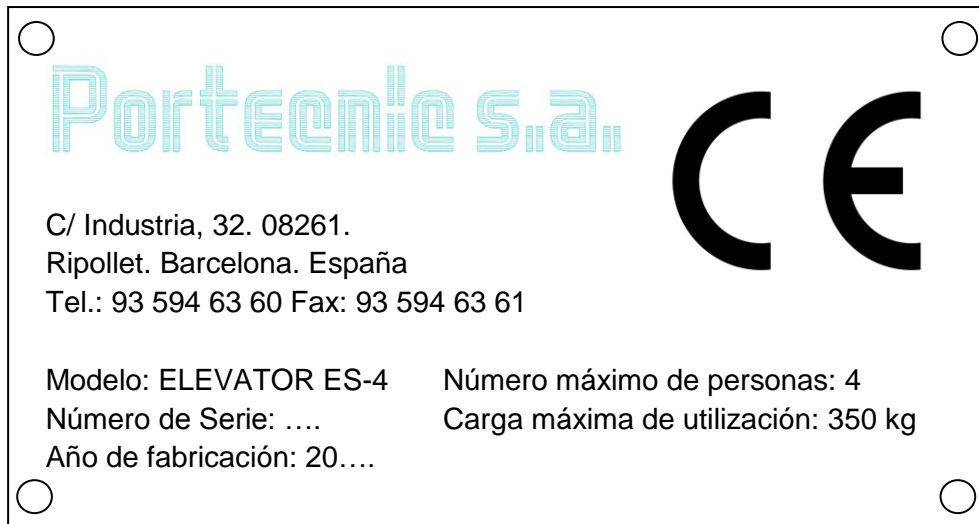 Portecnic s.a.
CE
C/ Industria, 32. 08261.
Ripollet. Barcelona. España
Tel.: 93 594 63 60 Fax: 93 594 63 61
Modelo: ELEVATOR ES-4 Número máximo de personas: 4
Número de Serie: …. Carga máxima de utilización: 350 kg
Año de fabricación: 20….